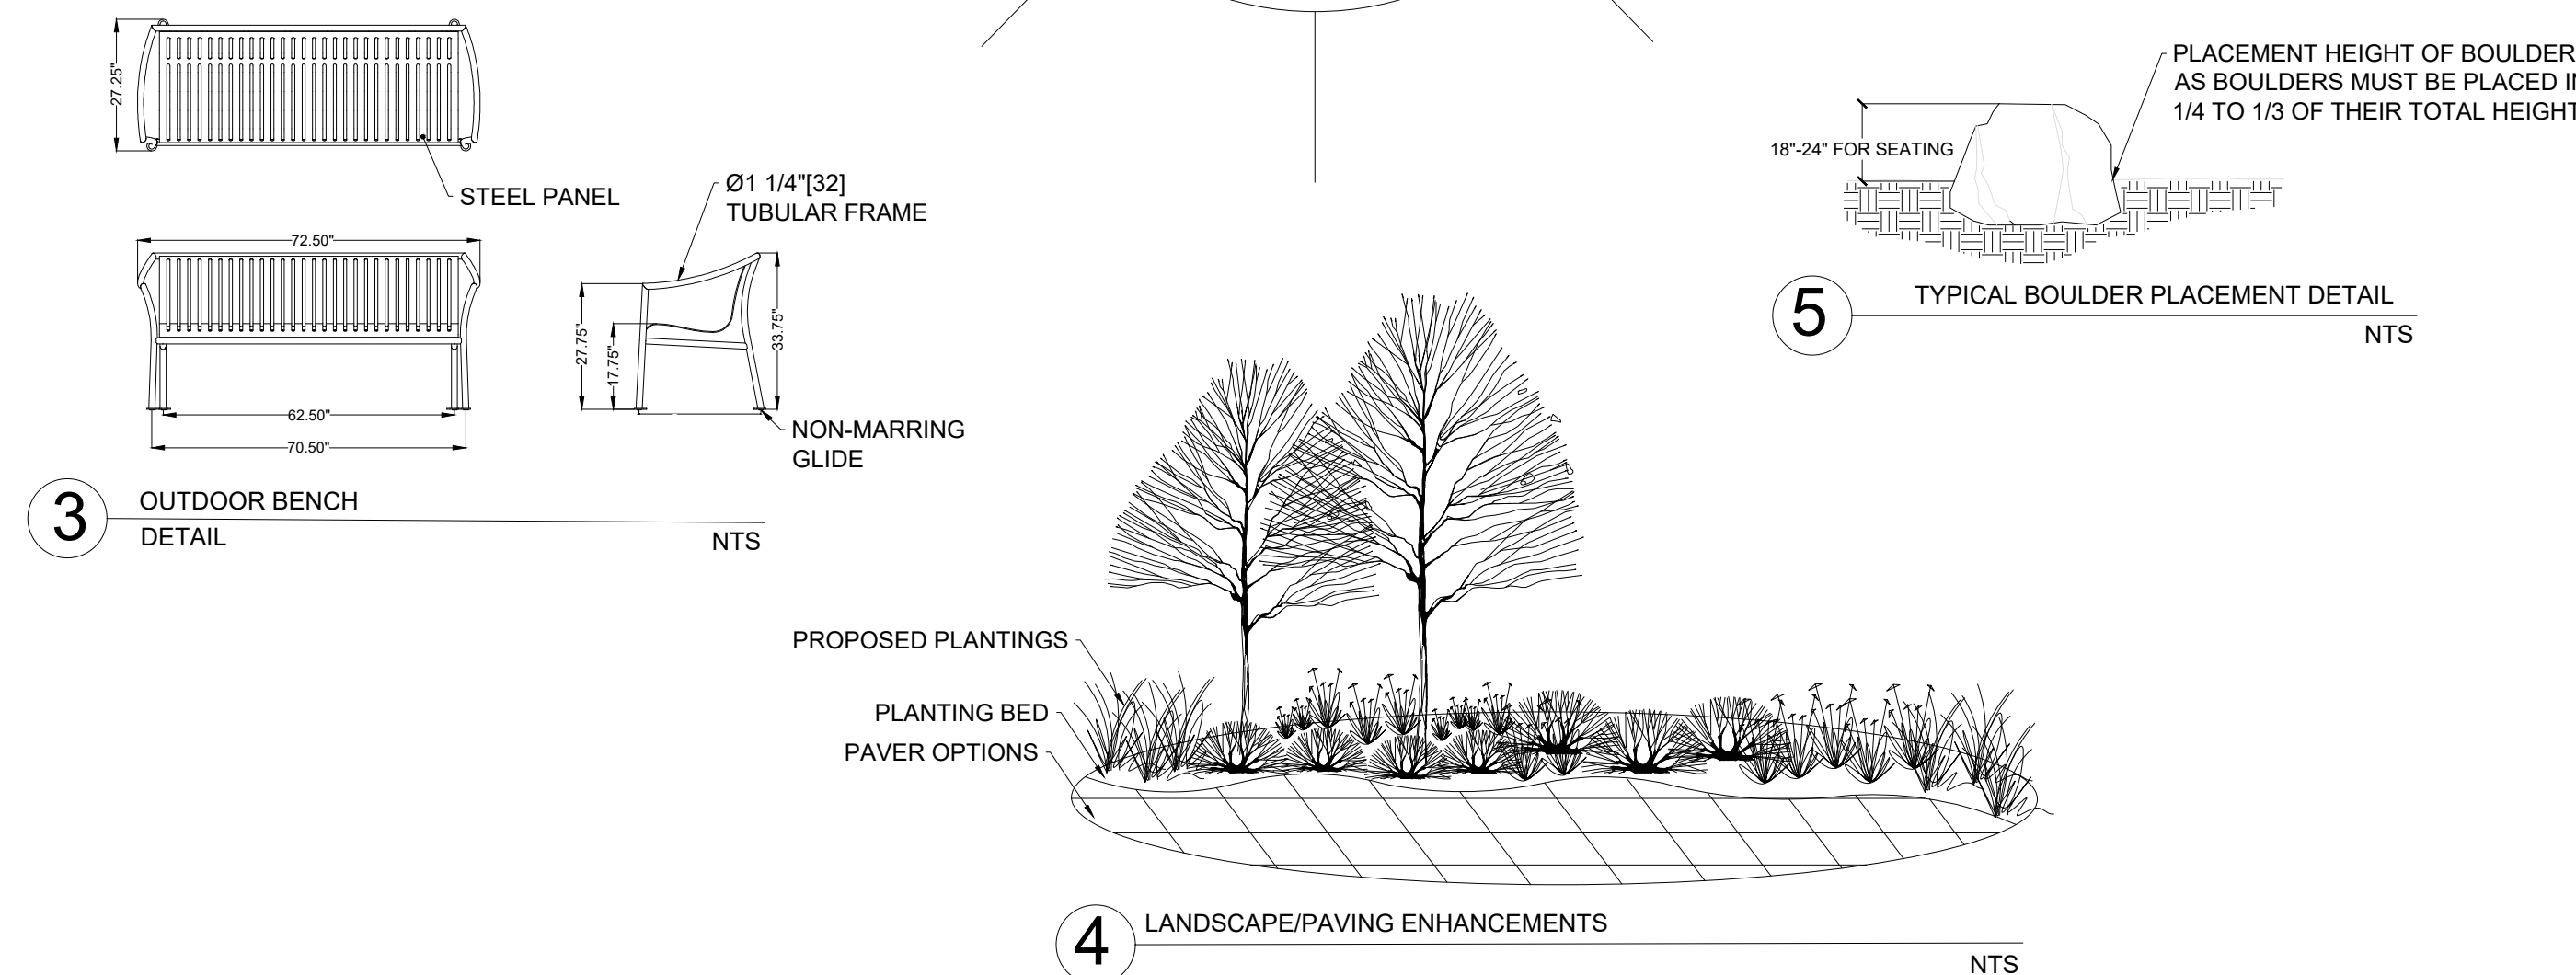 27.25"
STEEL PANEL
Ø1 1/4"[32]
TUBULAR FRAME
72.50"
27.75"
17.75"
33.75"
62.50"
70.50"
NON-MARRING
GLIDE
3
OUTDOOR BENCH
DETAIL
NTS
PLACEMENT HEIGHT OF BOULDER
AS BOULDERS MUST BE PLACED
1/4 TO 1/3 OF THEIR TOTAL HEIGHT
18"-24" FOR SEATING
5
TYPICAL BOULDER PLACEMENT DETAIL
NTS
PROPOSED PLANTINGS
PLANTING BED
PAVER OPTIONS
4
LANDSCAPE/PAVING ENHANCEMENTS
NTS